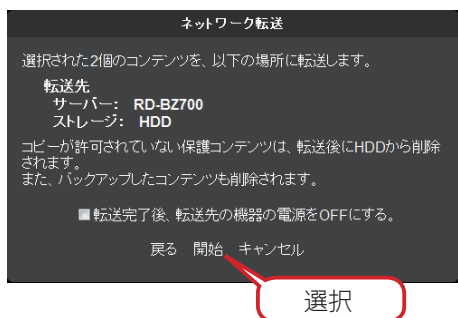 ネットワーク転送
選択された2個のコンテンツを、以下の場所に転送します。
転送先
サーバー: RD-BZ700
ストレージ: HDD
コピーが許可されていない保護コンテンツは、転送後にHDDから削除
されます。
また、バックアップしたコンテンツも削除されます。
転送完了後、転送先の機器の電源をOFFにする。
戻る 開始 キャンセル
選択